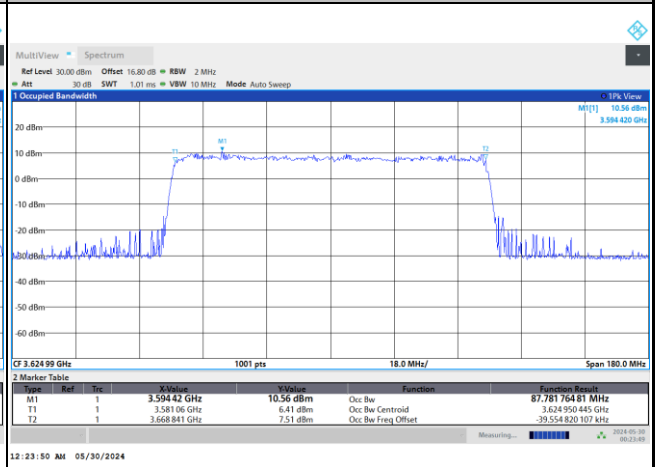 MultiView Spectrum
Ref Level 30.00 dBm Offset 16.80 dB RBW 2 MHz
Att 30 dB SWT 1.01 ms VBW 10 MHz Mode Auto Sweep
1 Occupied Bandwidth 1Pk View
M1[1] 10.56 dBm
3.594 420 GHz
20 dBm
M1
T1 T2
10 dBm
0 dBm
-10 dBm
-20 dBm
-30 dBm
-40 dBm
-50 dBm
-60 dBm
CF 3.624 99 GHz 1001 pts 18.0 MHz/ Span 180.0 MHz
2 Marker Table
Type Ref Trc X-Value Y-Value Function Function Result
M1 1 3.594 42 GHz 10.56 dBm Occ Bw 87.781 764 81 MHz
T1 1 3.581 06 GHz 6.41 dBm Occ Bw Centroid 3.624 950 445 GHz
T2 1 3.668 841 GHz 7.51 dBm Occ Bw Freq Offset -39.554 820 107 kHz
Measuring... 2024-05-30
00:23:49
12:23:50 AM 05/30/2024